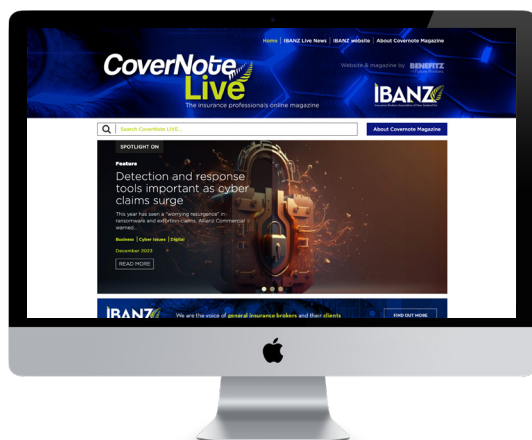 Home | IBANZ Live News | IBANZ website | About Covernote Magazine
CoverNote
Live
The insurance professionals online magazine
Website & magazine by BENEFITZ
IBANZ
Search CoverNote LIVE...
About Covernote Magazine
SPOTLIGHT ON
Feature
Detection and response
tools important as cyber
claims surge
This year has seen a "worrying resurgence" in
ransomware and extortion claims, Allianz Commercial
warned...
Business | Cyber Issues | Digital
December 2023
READ MORE
IBANZ
We are the voice of general insurance brokers and their clients
FIND OUT MORE